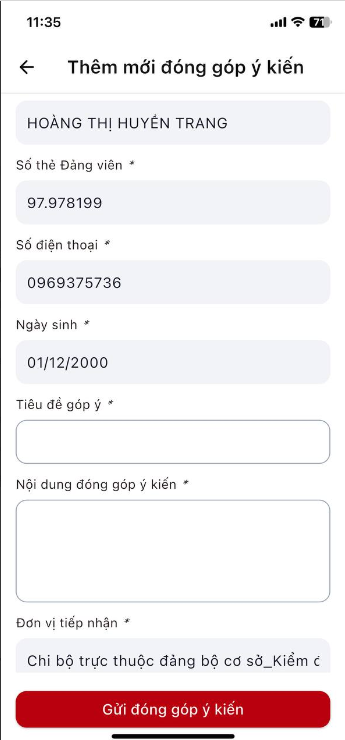 11:35
Thêm mới đóng góp ý kiến
HOÀNG THỊ HUYỀN TRANG
Số thẻ Đảng viên *
97.978199
Số điện thoại *
0969375736
Ngày sinh *
01/12/2000
Tiêu đề góp ý *
Nội dung đóng góp ý kiến *
Đơn vị tiếp nhận *
Chi bộ trực thuộc đảng bộ cơ sở_Kiểm
Gửi đóng góp ý kiến